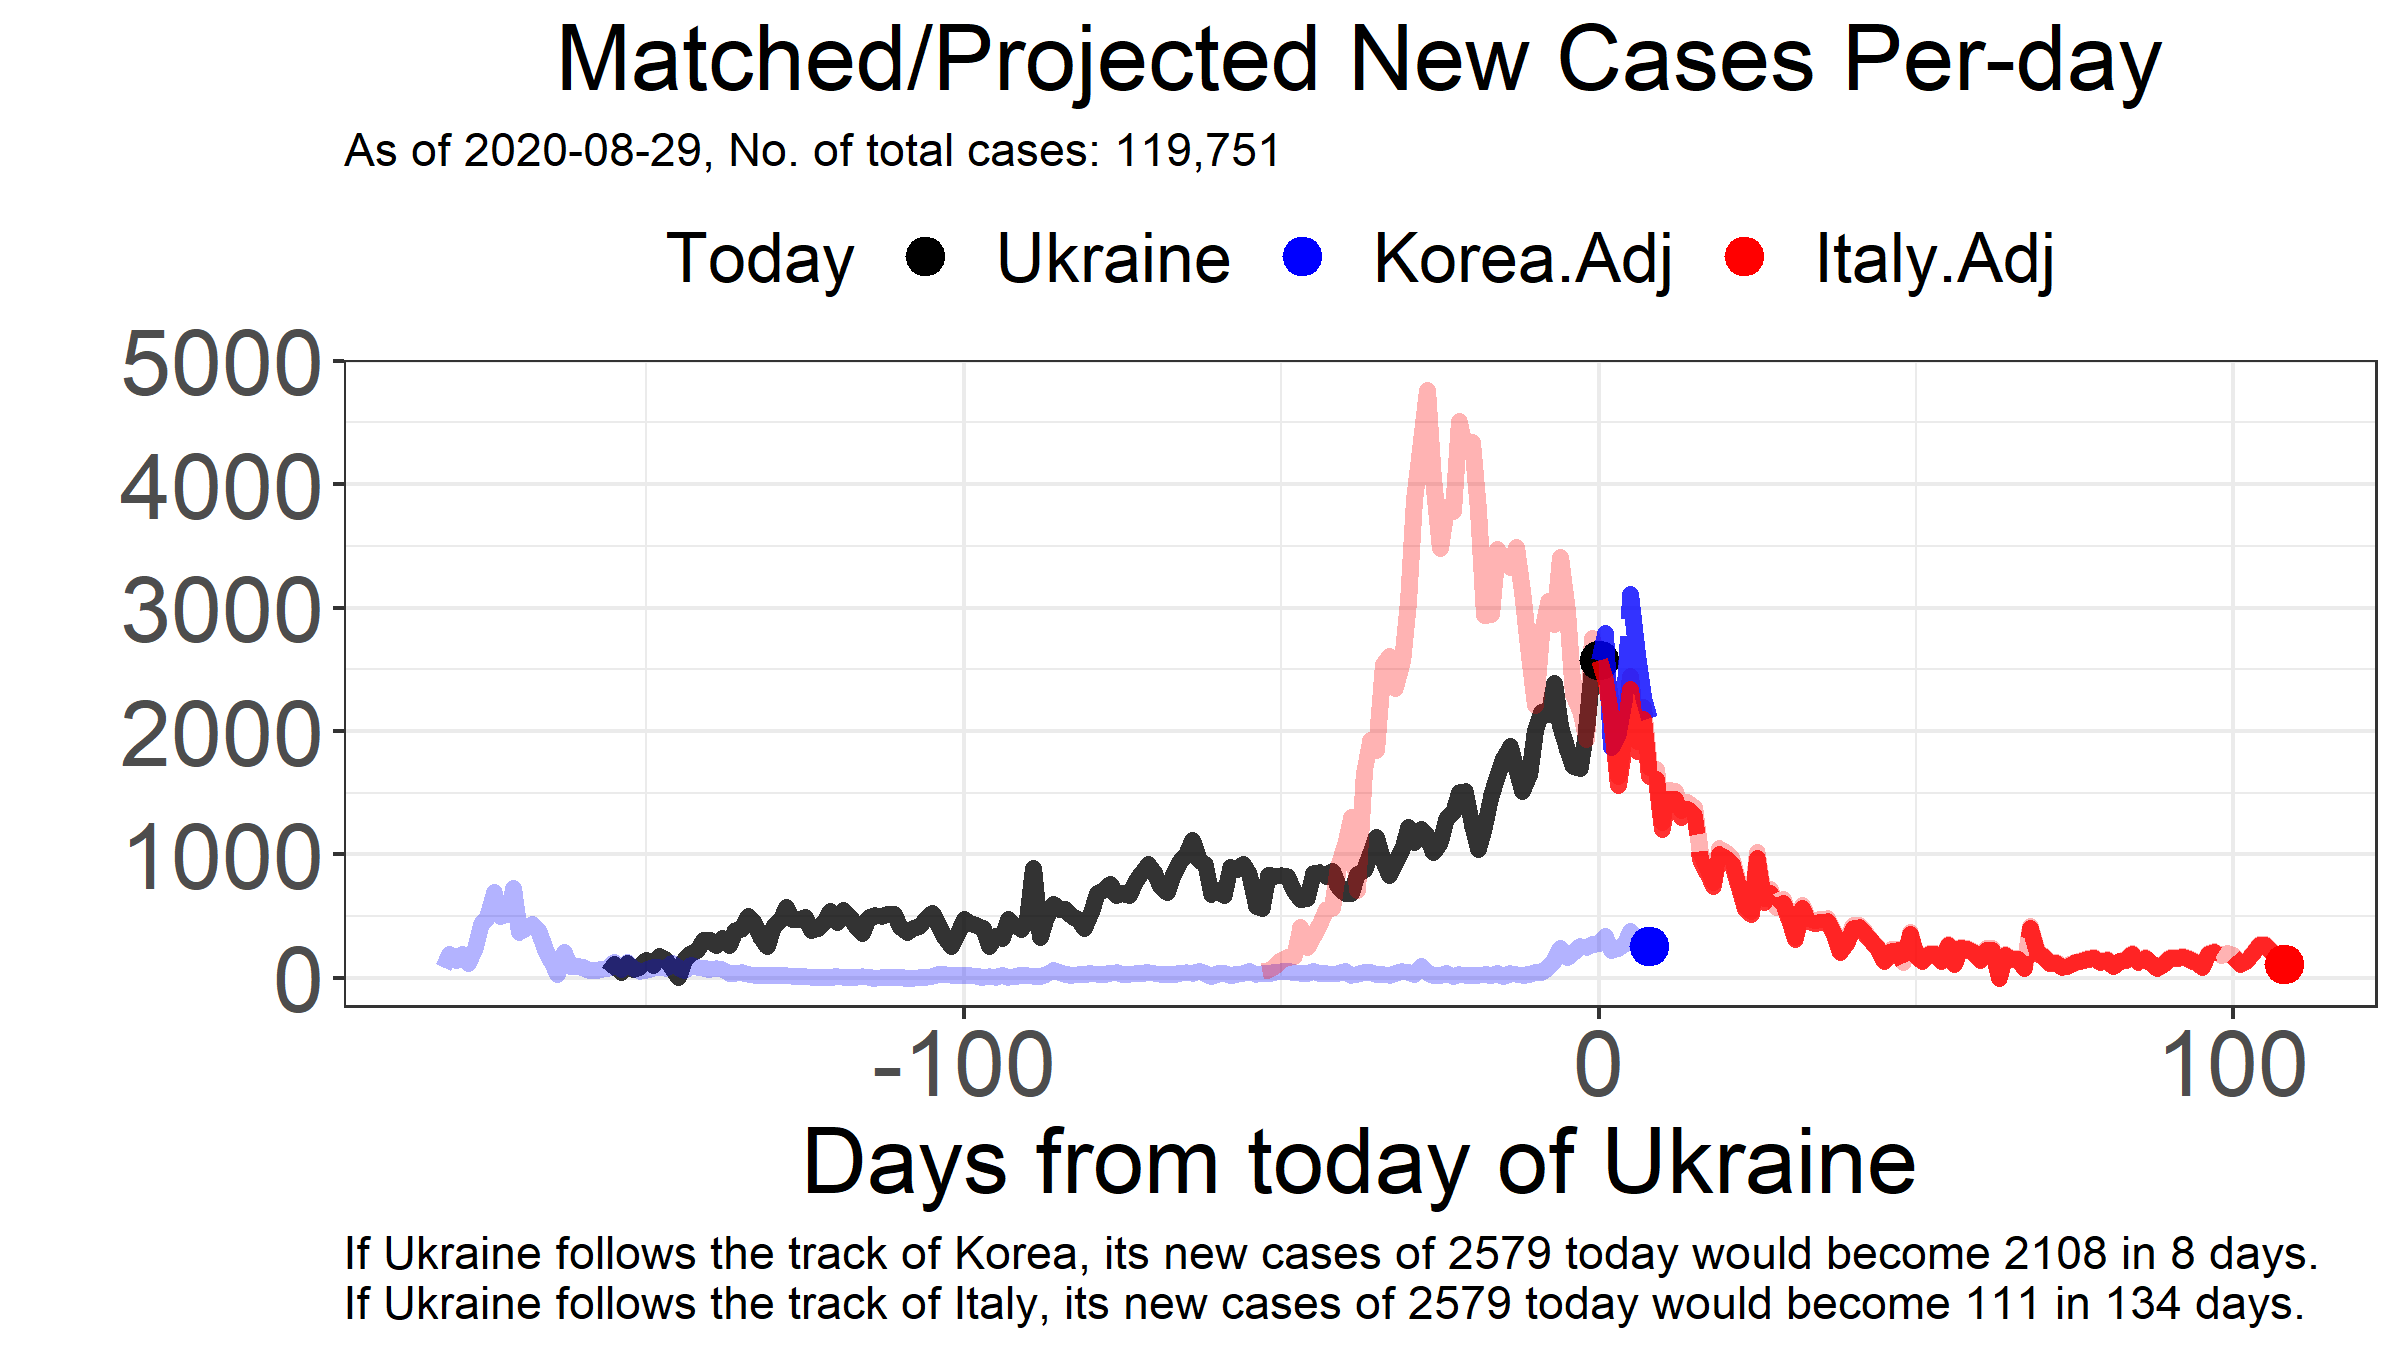 Matched/Projected New Cases Per-day
As of 2020-08-29, No. of total cases: 119,751
Today Ukraine Korea.Adj Italy.Adj
5000
4000
3000
2000
1000
0
-100 0 100
Days from today of Ukraine
If Ukraine follows the track of Korea, its new cases of 2579 today would become 2108 in 8 days.
If Ukraine follows the track of Italy, its new cases of 2579 today would become 111 in 134 days.